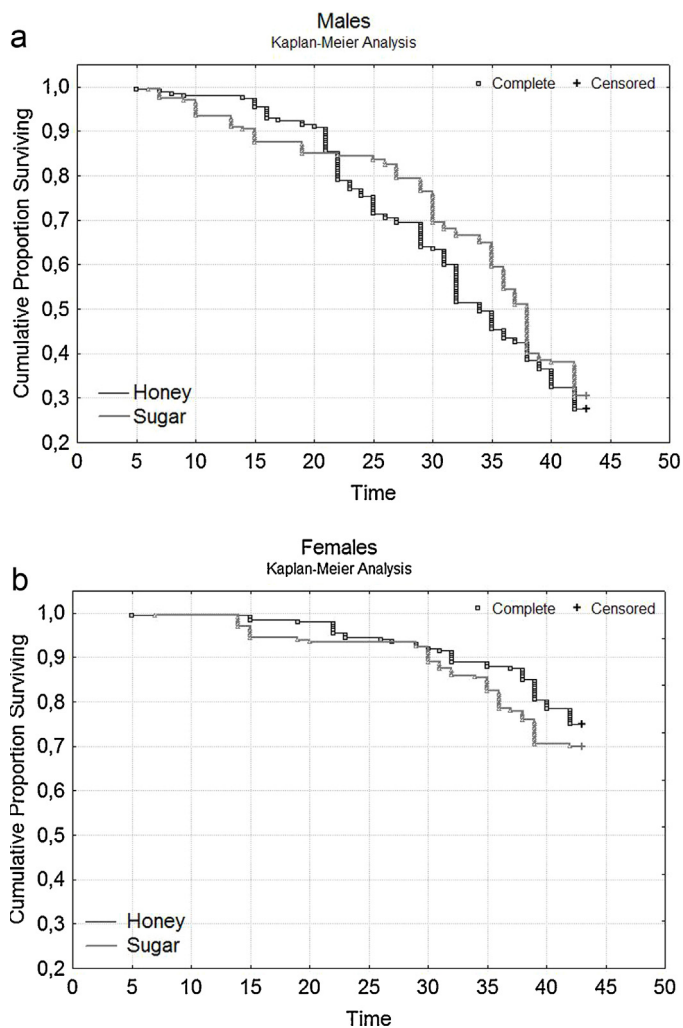 a
Males
Kaplan-Meier Analysis
Complete Censored
Cumulative Proportion Surviving
1,0
0,9
0,8
0,7
0,6
0,5
0,4
0,3
0,2
Honey
Sugar
0 5 10 15 20 25 30 35 40 45 50
Time
b
Females
Kaplan-Meier Analysis
Complete Censored
Cumulative Proportion Surviving
1,0
0,9
0,8
0,7
0,6
0,5
0,4
0,3
0,2
Honey
Sugar
0 5 10 15 20 25 30 35 40 45 50
Time